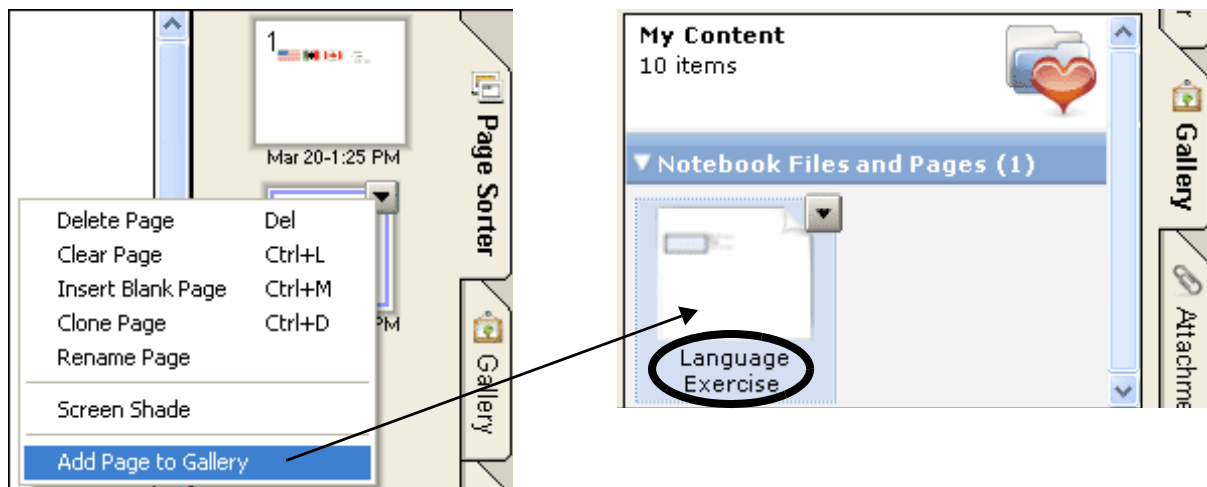 1
Mar 20-1:25 PM
Page Sorter
Delete Page Del
Clear Page Ctrl+L
Insert Blank Page Ctrl+M
Clone Page Ctrl+D
PM
Rename Page
Screen Shade
Add Page to Gallery
Gallery
My Content
10 items
Notebook Files and Pages (1)
Language
Exercise
Gallery
Attachme